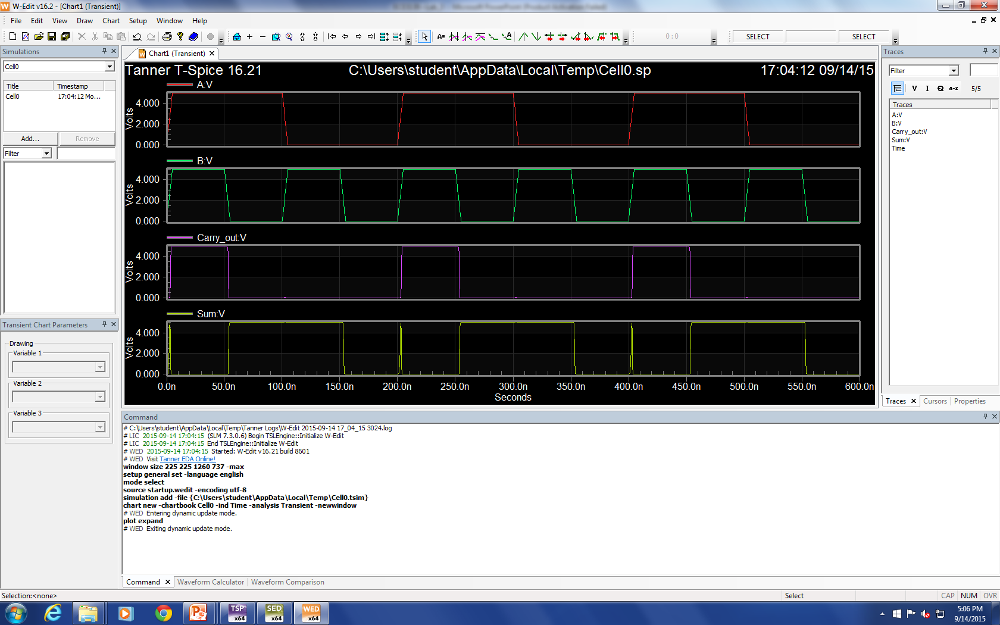 W-Edit v16.2 - [Chart1 (Transient)]
File Edit View Draw Chart Setup Window Help
0 : 0
SELECT
SELECT
Simulations
Cell0
Title Timestamp
Cell0 17:04:12 Mo...
Add... Remove
Filter
Transient Chart Parameters
Drawing
Variable 1
Variable 2
Variable 3
Chart1 (Transient)
Tanner T-Spice 16.21 C:\Users\student\AppData\Local\Temp\Cell0.sp 17:04:12 09/14/15
A:V
Volts
4.000
2.000
0.000
B:V
Volts
4.000
2.000
0.000
Carry_out:V
Volts
4.000
2.000
0.000
Sum:V
Volts
4.000
2.000
0.000
0.0n 50.0n 100.0n 150.0n 200.0n 250.0n 300.0n 350.0n 400.0n 450.0n 500.0n 550.0n 600.0n
Seconds
Traces
Filter
V I Q A-Z 5/5
Traces
A:V
B:V
Carry_out:V
Sum:V
Time
Traces Cursors Properties
Command
# C:\Users\student\AppData\Local\Temp\Tanner Logs\W-Edit 2015-09-14 17_04_15 3024.log
# LIC 2015-09-14 17:04:15 (SLM 7.3.0.6) Begin TSLEngine::Initialize W-Edit
# LIC 2015-09-14 17:04:15 End TSLEngine::Initialize W-Edit
# WED 2015-09-14 17:04:15 Started: W-Edit v16.21 build 8601
# WED Visit Tanner EDA Online!
window size 225 225 1260 737 -max
setup general set -language english
mode select
source startup.wedit -encoding utf-8
simulation add -file {C:\Users\student\AppData\Local\Temp\Cell0.tsim}
chart new -chartbook Cell0 -ind Time -analysis Transient -newwindow
# WED Entering dynamic update mode.
plot expand
# WED Exiting dynamic update mode.
Command Waveform Calculator Waveform Comparison
Selection:<none> Select CAP NUM OVR
TSP x64
SED x64
WED x64
5:06 PM
9/14/2015